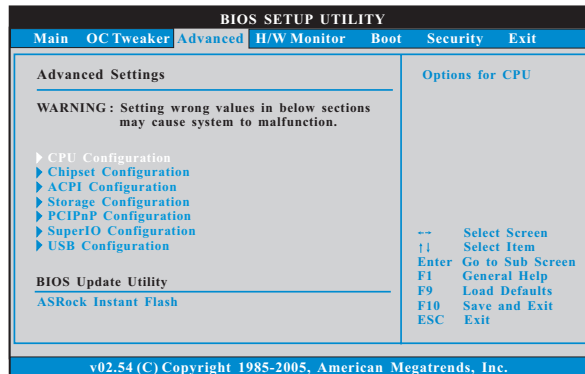 BIOS SETUP UTILITY
Main OC Tweaker Advanced H/W Monitor Boot Security Exit
Advanced Settings
WARNING : Setting wrong values in below sections
may cause system to malfunction.
CPU Configuration
Chipset Configuration
ACPI Configuration
Storage Configuration
PCIPnP Configuration
SuperIO Configuration
USB Configuration
BIOS Update Utility
ASRock Instant Flash
Options for CPU
←→ Select Screen
↑↓ Select Item
Enter Go to Sub Screen
F1 General Help
F9 Load Defaults
F10 Save and Exit
ESC Exit
v02.54 (C) Copyright 1985-2005, American Megatrends, Inc.